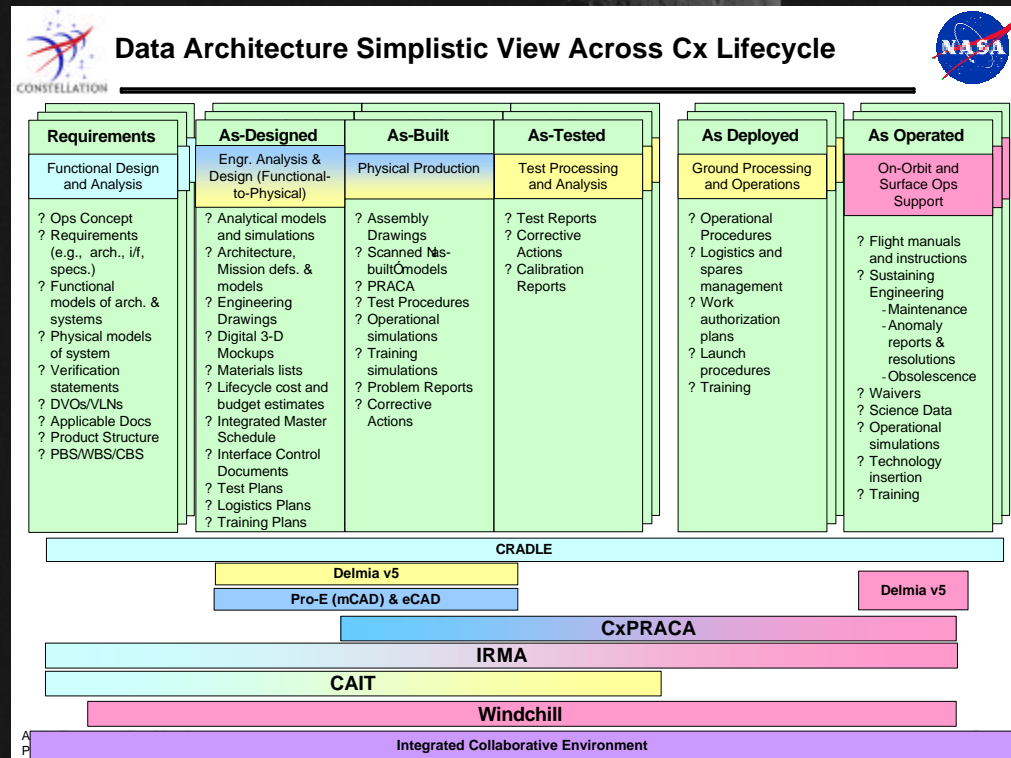 Data Architecture Simplistic View Across Cx Lifecycle
CONSTELLATION
NASA
Requirements
Functional Design
and Analysis
? Ops Concept
? Requirements
(e.g., arch., i/f,
specs.)
? Functional
models of arch. &
systems
? Physical models
of system
? Verification
statements
? DVOs/VLNs
? Applicable Docs
? Product Structure
? PBS/WBS/CBS
As-Designed
Engr. Analysis &
Design (Functional-
to-Physical)
? Analytical models
and simulations
? Architecture,
Mission defs. &
models
? Engineering
Drawings
? Digital 3-D
Mockups
? Materials lists
? Lifecycle cost and
budget estimates
? Integrated Master
Schedule
? Interface Control
Documents
? Test Plans
? Logistics Plans
? Training Plans
As-Built
Physical Production
? Assembly
Drawings
? Scanned
models
? PRACA
? Test Procedures
? Operational
simulations
? Training
simulations
? Problem Reports
? Corrective
Actions
As-Tested
Test Processing
and Analysis
? Test Reports
? Corrective
Actions
? Calibration
Reports
As Deployed
Ground Processing
and Operations
? Operational
Procedures
? Logistics and
spares
management
? Work
authorization
plans
? Launch
procedures
? Training
As Operated
On-Orbit and
Surface Ops
Support
? Flight manuals
and instructions
? Sustaining
Engineering
- Maintenance
- Anomaly
reports &
resolutions
- Obsolescence
? Waivers
? Science Data
? Operational
simulations
? Technology
insertion
? Training
CRADLE
Delmia v5
Pro-E (mCAD) & eCAD
Delmia v5
CxPRACA
IRMA
CAIT
Windchill
A
P
Integrated Collaborative Environment